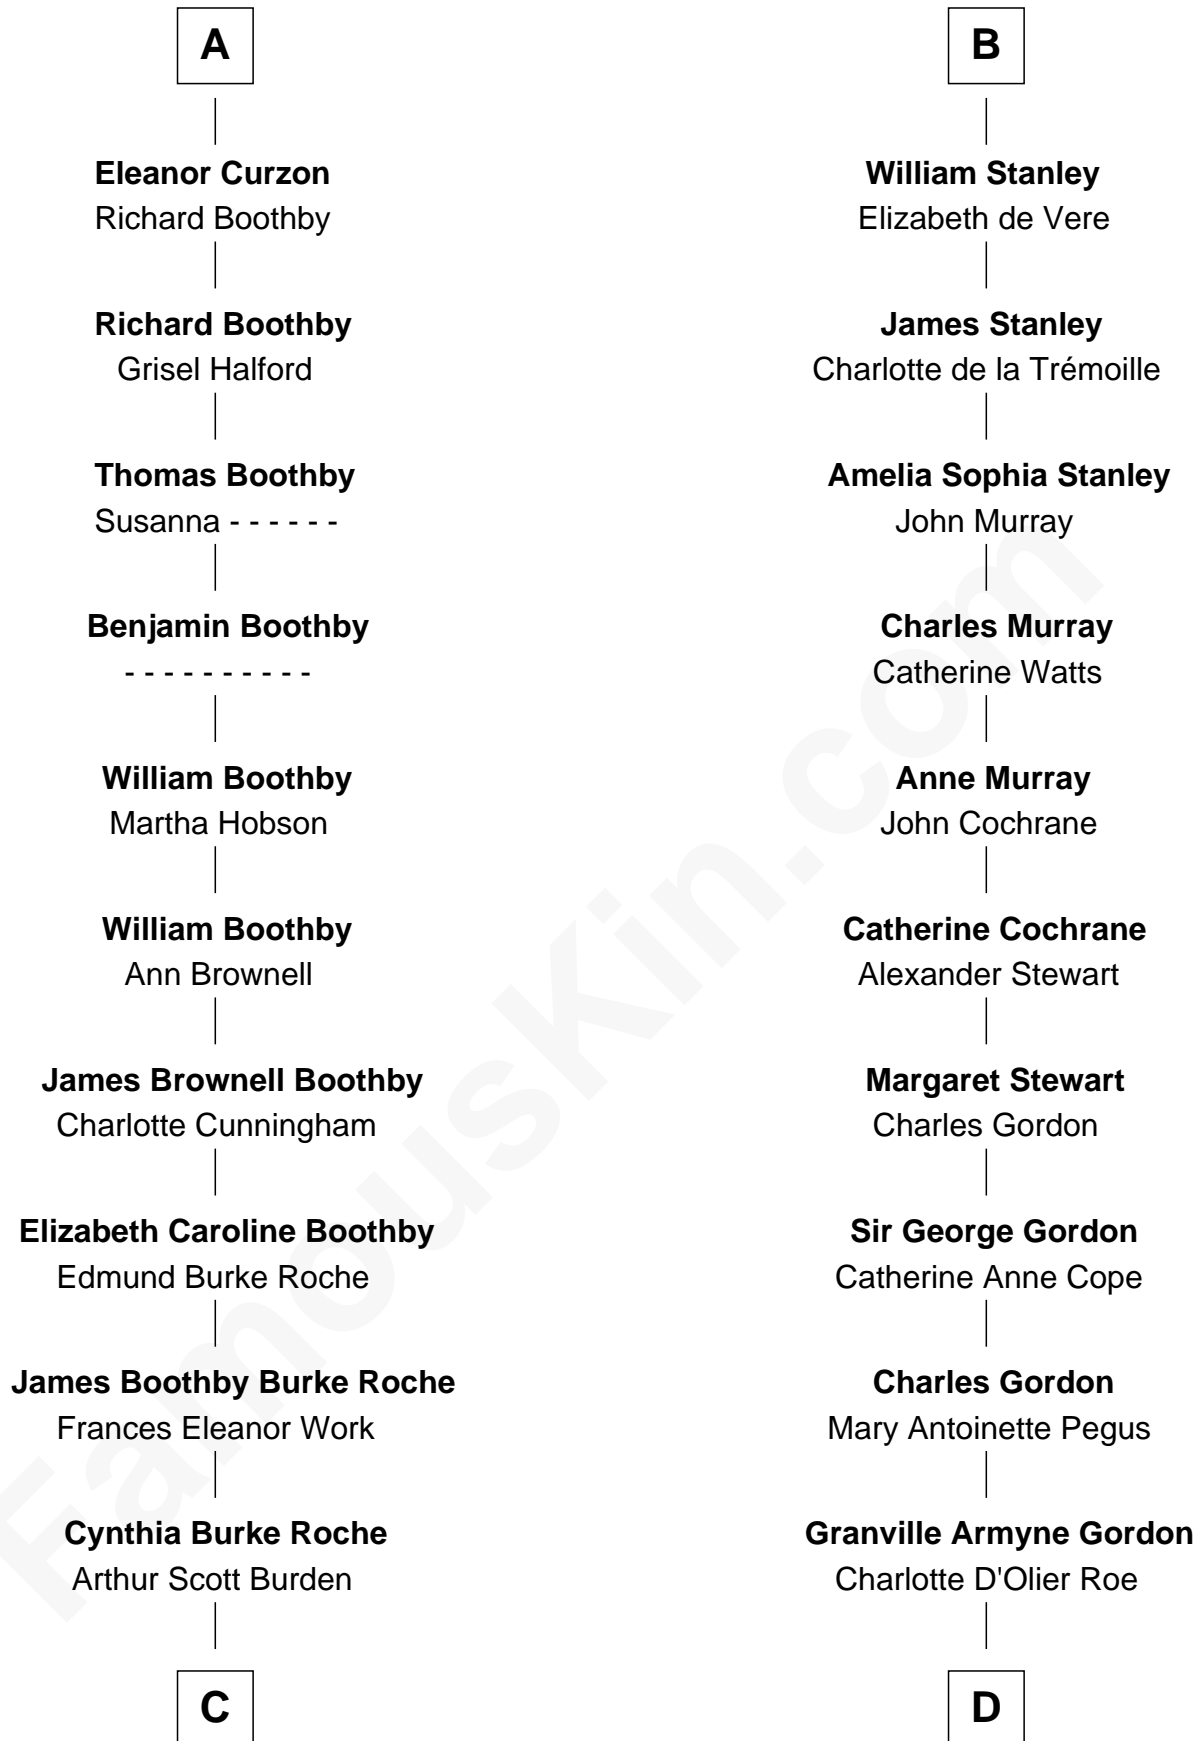 A
Eleanor Curzon
Richard Boothby
Richard Boothby
Grisel Halford
Thomas Boothby
Susanna - - - - - -
Benjamin Boothby
- - - - - - - - - -
William Boothby
Martha Hobson
William Boothby
Ann Brownell
James Brownell Boothby
Charlotte Cunningham
Elizabeth Caroline Boothby
Edmund Burke Roche
James Boothby Burke Roche
Frances Eleanor Work
Cynthia Burke Roche
Arthur Scott Burden
C
B
William Stanley
Elizabeth de Vere
James Stanley
Charlotte de la Trémoille
Amelia Sophia Stanley
John Murray
Charles Murray
Catherine Watts
Anne Murray
John Cochrane
Catherine Cochrane
Alexander Stewart
Margaret Stewart
Charles Gordon
Sir George Gordon
Catherine Anne Cope
Charles Gordon
Mary Antoinette Pegus
Granville Armyne Gordon
Charlotte D'Olier Roe
D
FamousKin.com